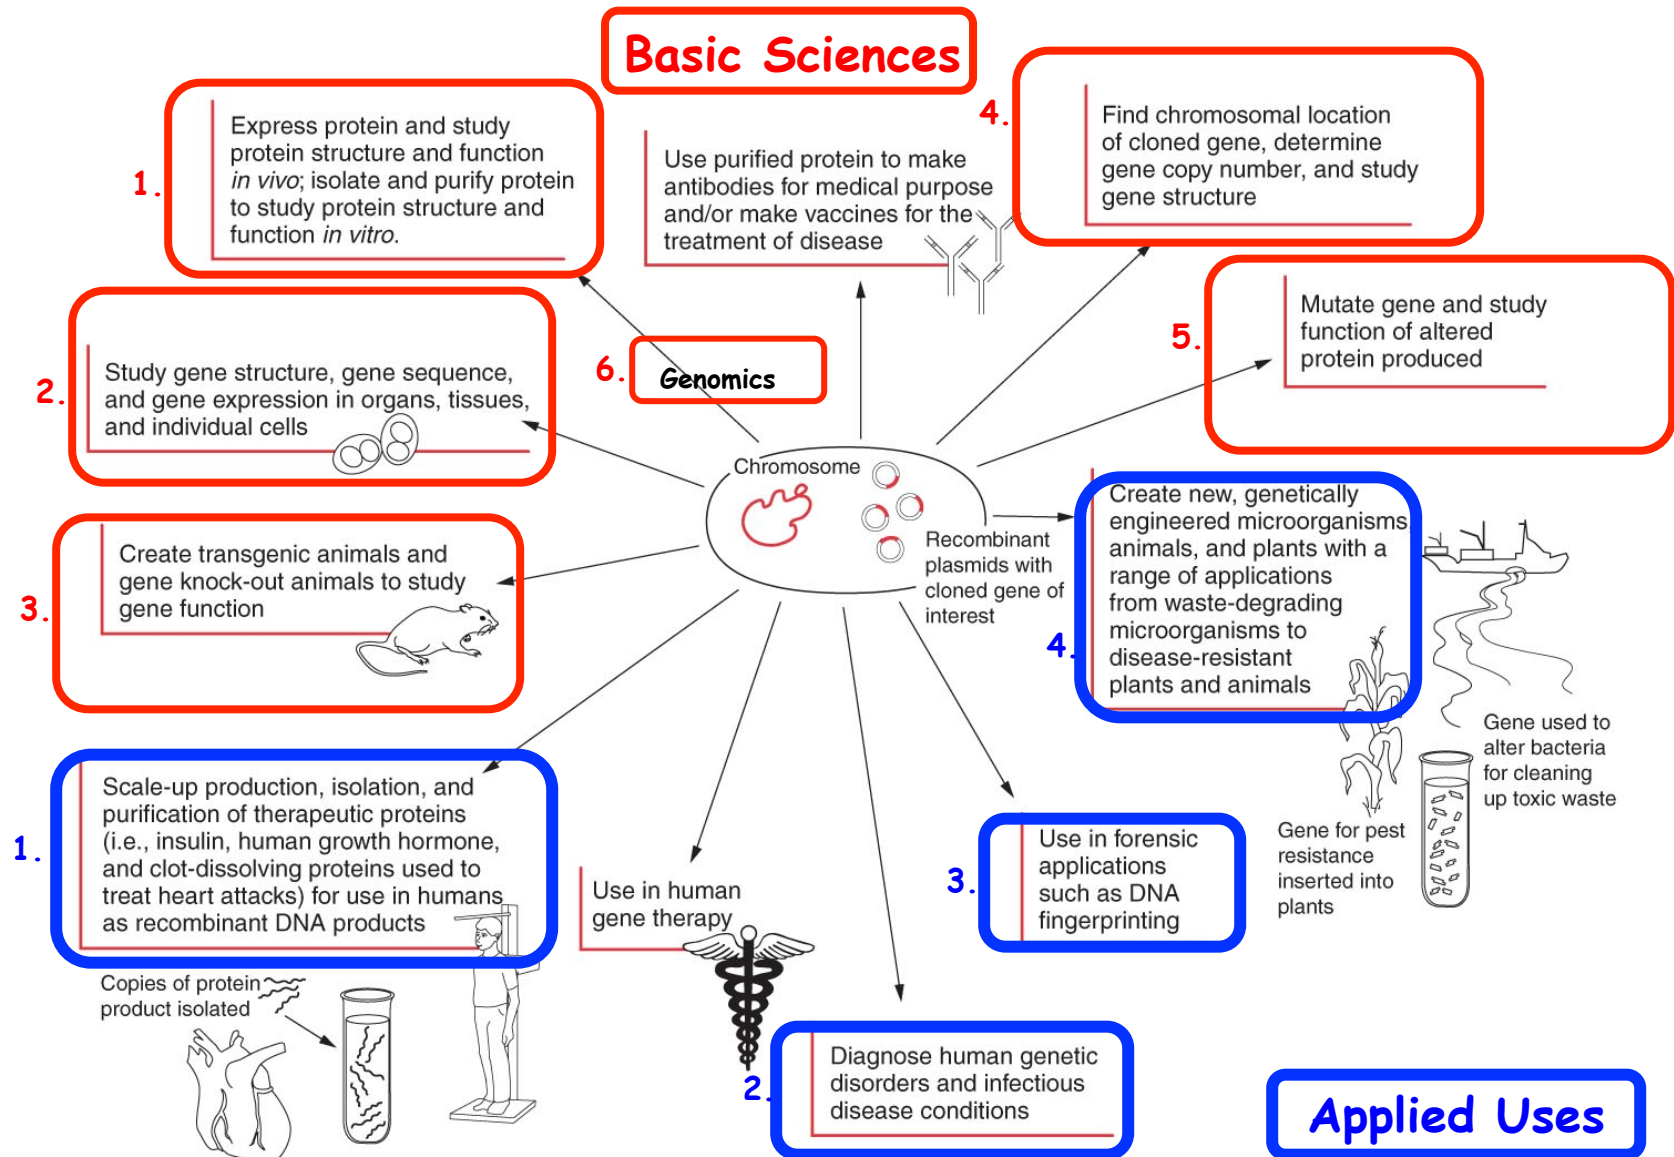 Basic Sciences
1.
Express protein and study
protein structure and function
in vivo; isolate and purify protein
to study protein structure and
function in vitro.
Use purified protein to make
antibodies for medical purpose
and/or make vaccines for the
treatment of disease
4.
Find chromosomal location
of cloned gene, determine
gene copy number, and study
gene structure
2.
Study gene structure, gene sequence,
and gene expression in organs, tissues,
and individual cells
6.
Genomics
5.
Mutate gene and study
function of altered
protein produced
3.
Create transgenic animals and
gene knock-out animals to study
gene function
Chromosome
Recombinant
plasmids with
cloned gene of
interest
4.
Create new, genetically
engineered microorganisms,
animals, and plants with a
range of applications
from waste-degrading
microorganisms to
disease-resistant
plants and animals
Gene used to
alter bacteria
for cleaning
up toxic waste
Gene for pest
resistance
inserted into
plants
1.
Scale-up production, isolation, and
purification of therapeutic proteins
(i.e., insulin, human growth hormone,
and clot-dissolving proteins used to
treat heart attacks) for use in humans
as recombinant DNA products
Copies of protein
product isolated
Use in human
gene therapy
3.
Use in forensic
applications
such as DNA
fingerprinting
2.
Diagnose human genetic
disorders and infectious
disease conditions
Applied Uses